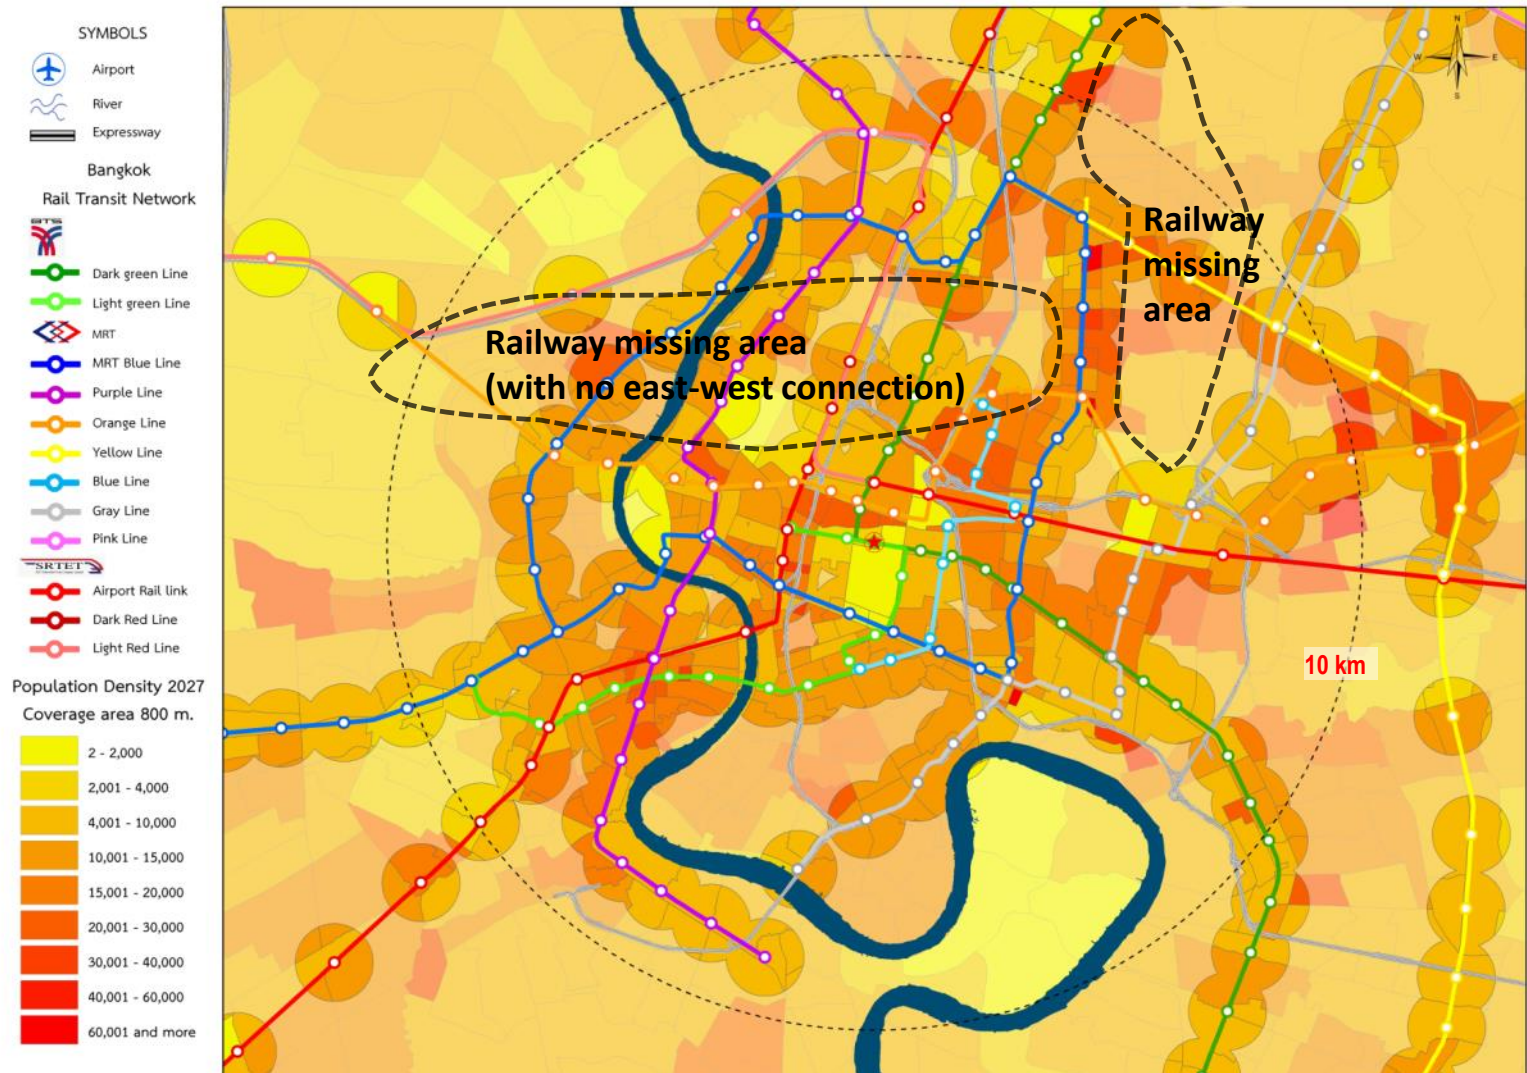 SYMBOLS
Airport
River
Expressway
Bangkok
Rail Transit Network
BTS
Dark green Line
Light green Line
MRT
MRT Blue Line
Purple Line
Orange Line
Yellow Line
Blue Line
Gray Line
Pink Line
SRTET
Airport Rail link
Dark Red Line
Light Red Line
Population Density 2027
Coverage area 800 m.
2 - 2,000
2,001 - 4,000
4,001 - 10,000
10,001 - 15,000
15,001 - 20,000
20,001 - 30,000
30,001 - 40,000
40,001 - 60,000
60,001 and more
N
W
E
S
Railway
missing
area
Railway missing area
(with no east-west connection)
10 km